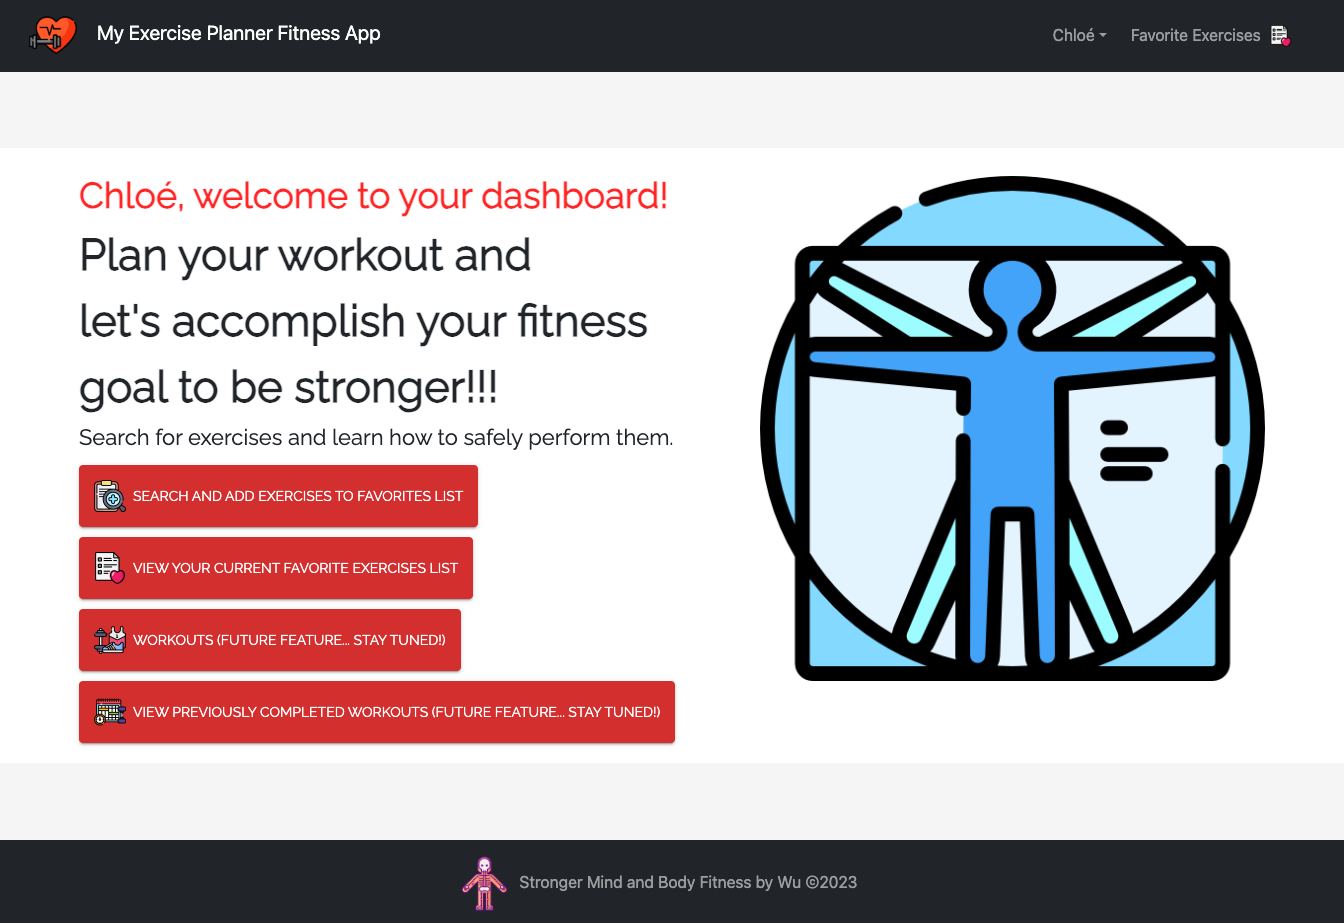 My Exercise Planner Fitness App
Chloé
Favorite Exercises
Chloé, welcome to your dashboard!
Plan your workout and
let's accomplish your fitness
goal to be stronger!!!
Search for exercises and learn how to safely perform them.
SEARCH AND ADD EXERCISES TO FAVORITES LIST
VIEW YOUR CURRENT FAVORITE EXERCISES LIST
WORKOUTS (FUTURE FEATURE... STAY TUNED!)
VIEW PREVIOUSLY COMPLETED WORKOUTS (FUTURE FEATURE... STAY TUNED!)
Stronger Mind and Body Fitness by Wu ©2023